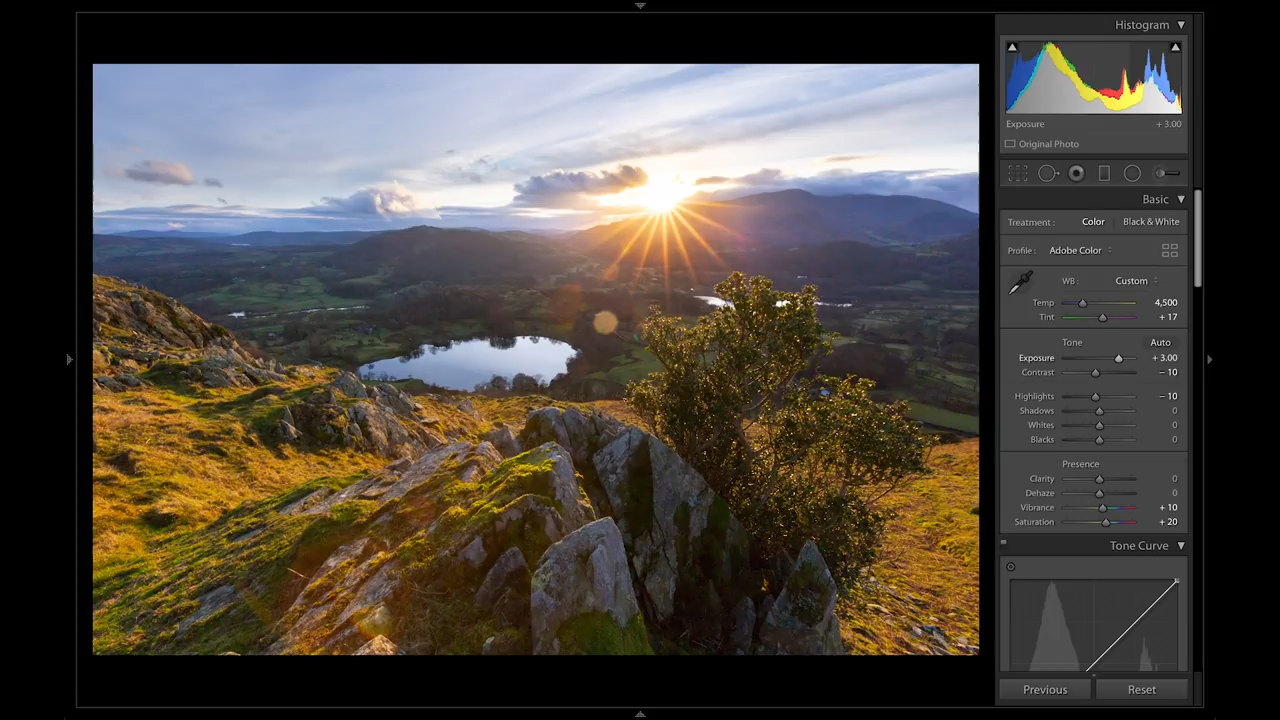 Histogram
Exposure + 3.00
Original Photo
Basic
Treatment : Color Black & White
Profile : Adobe Color
WB : Custom
Temp 4,500
Tint + 17
Tone Auto
Exposure + 3.00
Contrast − 10
Highlights − 10
Shadows 0
Whites 0
Blacks 0
Presence
Clarity 0
Dehaze 0
Vibrance + 10
Saturation + 20
Tone Curve
Previous Reset